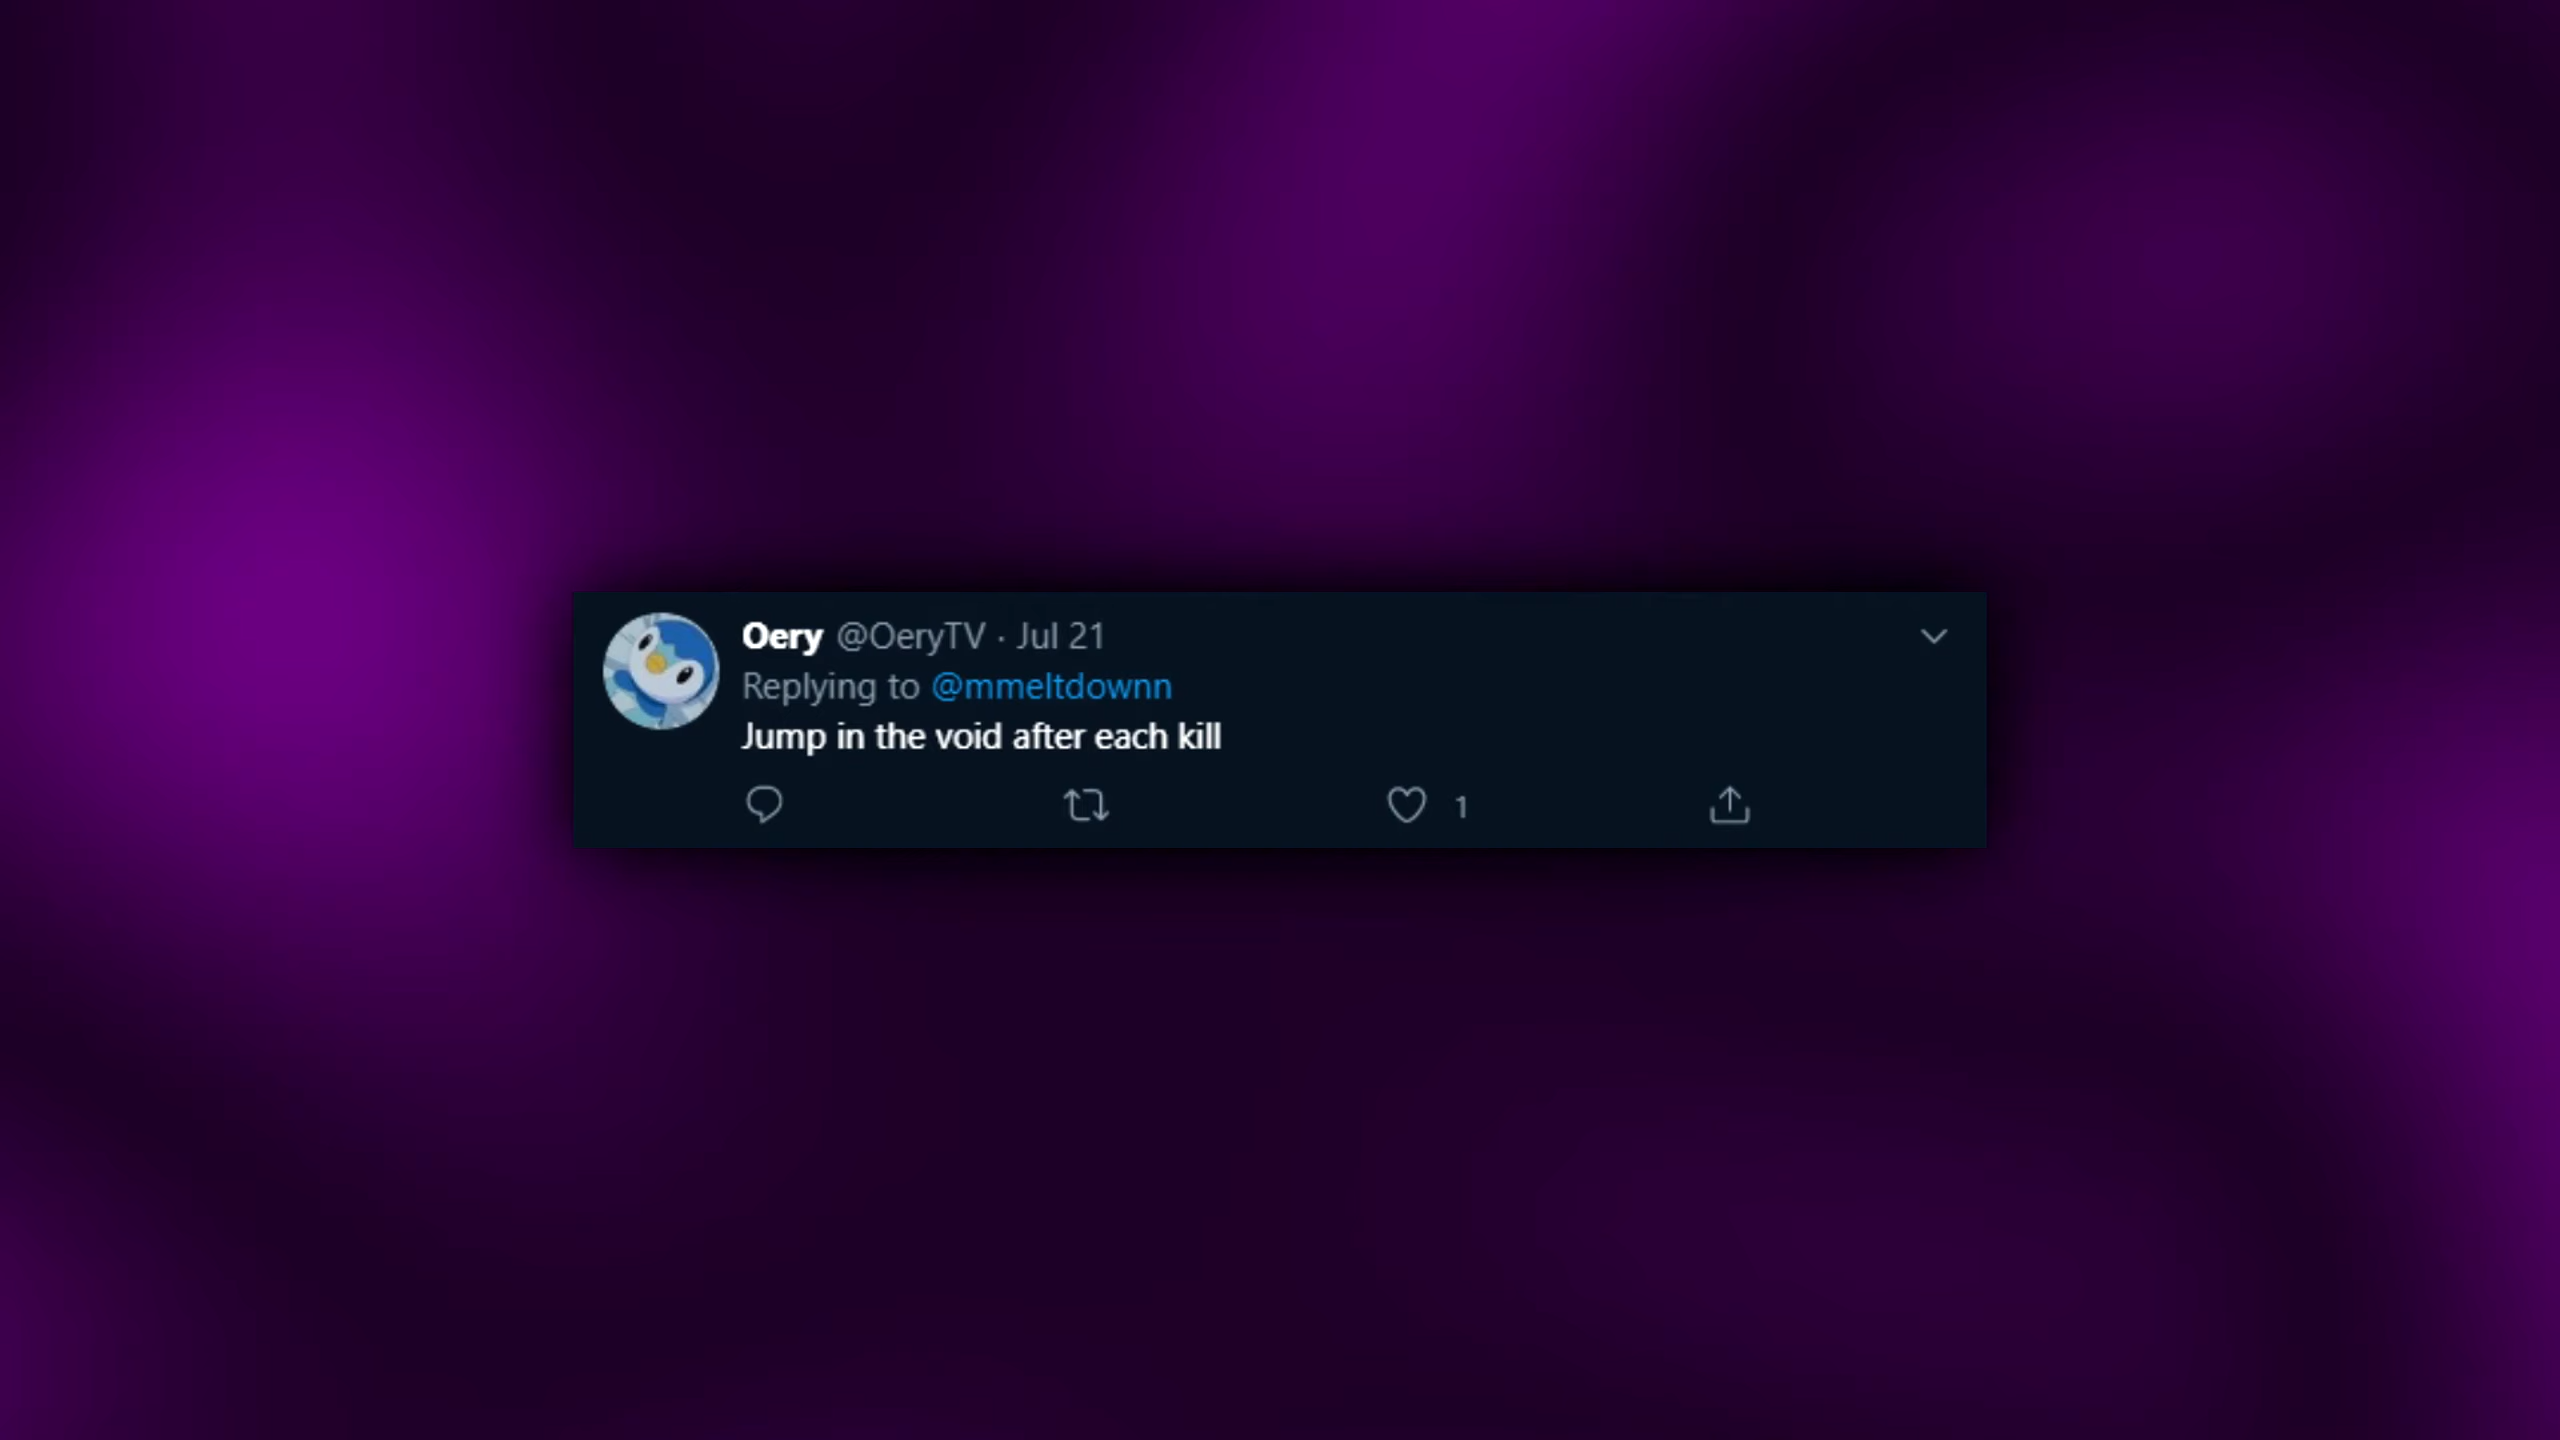 Oery @OeryTV · Jul 21
Replying to @mmeltdownn
Jump in the void after each kill
1